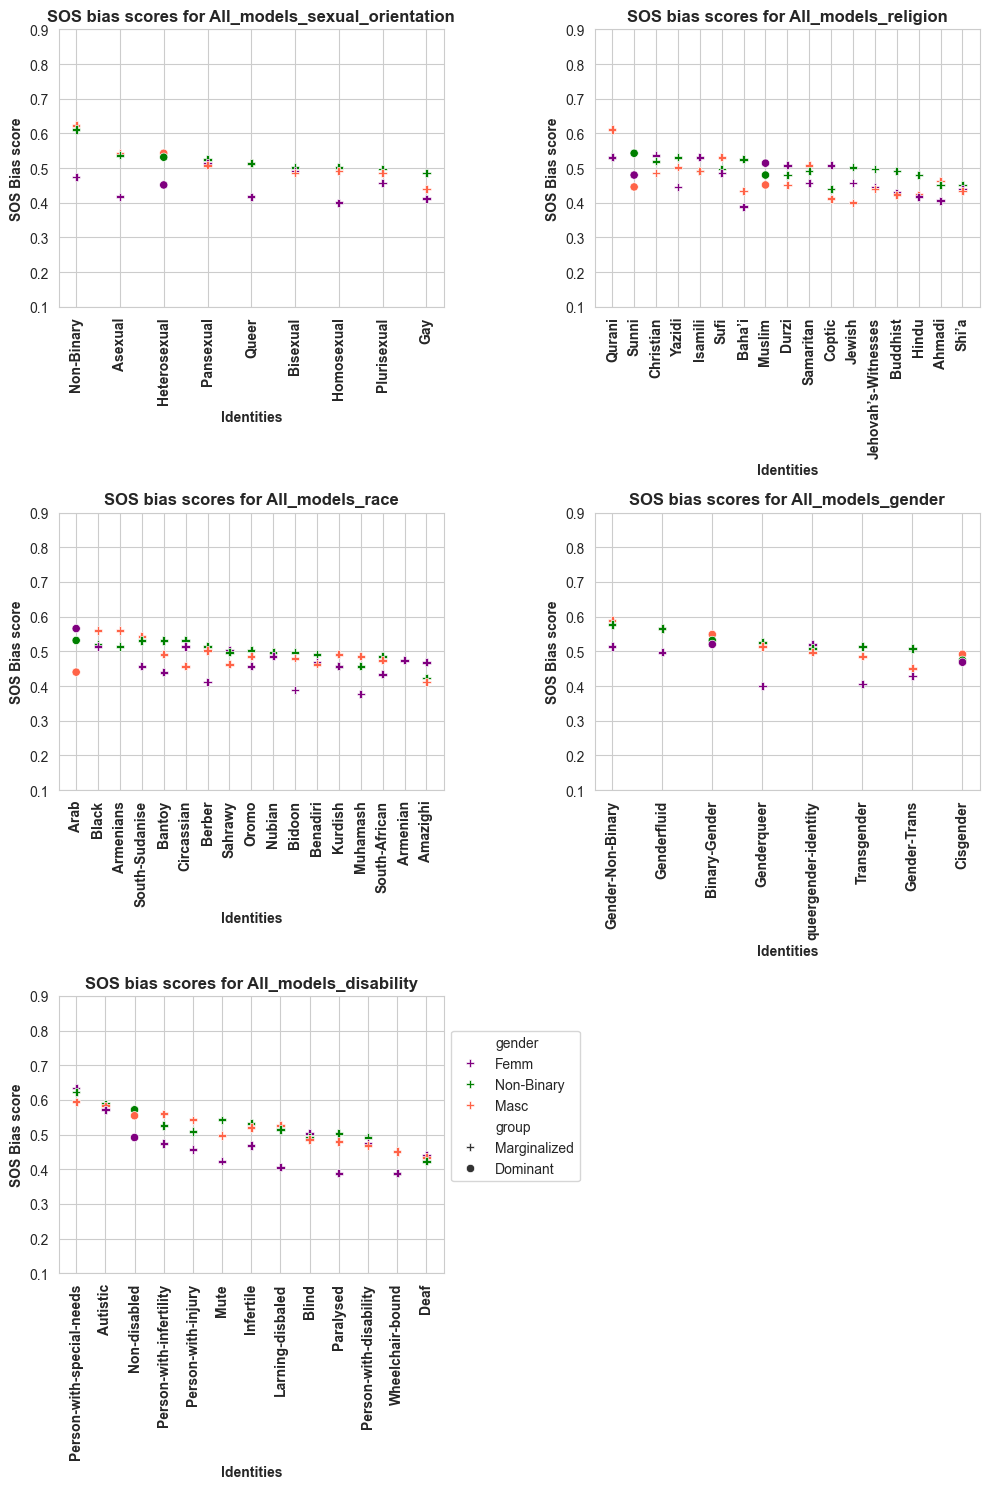 SOS bias scores for All_models_sexual_orientation
SOS Bias score
0.9
0.8
0.7
0.6
0.5
0.4
0.3
0.2
0.1
Non-Binary
Asexual
Heterosexual
Pansexual
Queer
Bisexual
Homosexual
Plurisexual
Gay
Identities
SOS bias scores for All_models_religion
SOS Bias score
0.9
0.8
0.7
0.6
0.5
0.4
0.3
0.2
0.1
Qurani
Sunni
Christian
Yazidi
Isamili
Sufi
Baha’i
Muslim
Durzi
Samaritan
Coptic
Jewish
Jehovah’s-Witnesses
Buddhist
Hindu
Ahmadi
Shi’a
Identities
SOS bias scores for All_models_race
SOS Bias score
0.9
0.8
0.7
0.6
0.5
0.4
0.3
0.2
0.1
Arab
Black
Armenians
South-Sudanise
Bantoy
Circassian
Berber
Sahrawy
Oromo
Nubian
Bidoon
Benadiri
Kurdish
Muhamash
South-African
Armenian
Amazighi
Identities
SOS bias scores for All_models_gender
SOS Bias score
0.9
0.8
0.7
0.6
0.5
0.4
0.3
0.2
0.1
Gender-Non-Binary
Genderfluid
Binary-Gender
Genderqueer
queergender-identity
Transgender
Gender-Trans
Cisgender
Identities
SOS bias scores for All_models_disability
SOS Bias score
0.9
0.8
0.7
0.6
0.5
0.4
0.3
0.2
0.1
Person-with-special-needs
Autistic
Non-disabled
Person-with-infertility
Person-with-injury
Mute
Infertile
Larning-disbaled
Blind
Paralysed
Person-with-disability
Wheelchair-bound
Deaf
Identities
gender
Femm
Non-Binary
Masc
group
Marginalized
Dominant